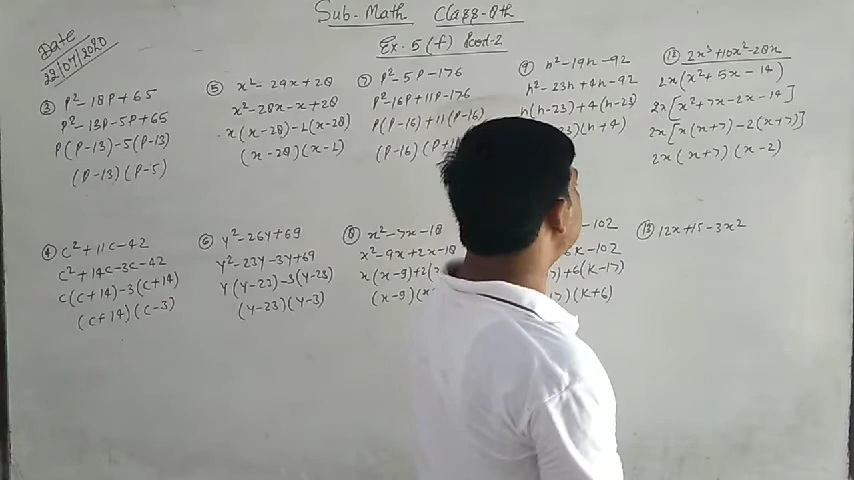 Sub-Math Class-8th
Ex. 5(f)
Date
22/07/2020
③ P²-18P+65
P²-13P-5P+65
P(P-13)-5(P-13)
(P-13)(P-5)
⑤ x²-29x+28
x²-28x-x+28
x(x-28)-1(x-28)
(x-28)(x-1)
⑦ P²-5P-176
P²-16P+11P-176
P(P-16)+11(P-16)
(P-16)(P+11
⑨ h²-19h-92
h²-23h+4h-92
h(h-23)+4(h-23)
23)(h+4)
⑫ 2x³+10x²-28x
2x(x²+5x-14)
2x[x²+7x-2x-14]
2x[x(x+7)-2(x+7)]
2x(x+7)(x-2)
④ c²+11c-42
c²+14c-3c-42
c(c+14)-3(c+14)
(c+14)(c-3)
⑥ y²-26y+69
y²-23y-3y+69
y(y-23)-3(y-23)
(y-23)(y-3)
⑧ x²-7x-18
x²-9x+2x-18
x(x-9)+2(x
(x-9)(x
-102
6k-102
)+6(k-17)
17)(k+6)
⑬ 12x+15-3x2